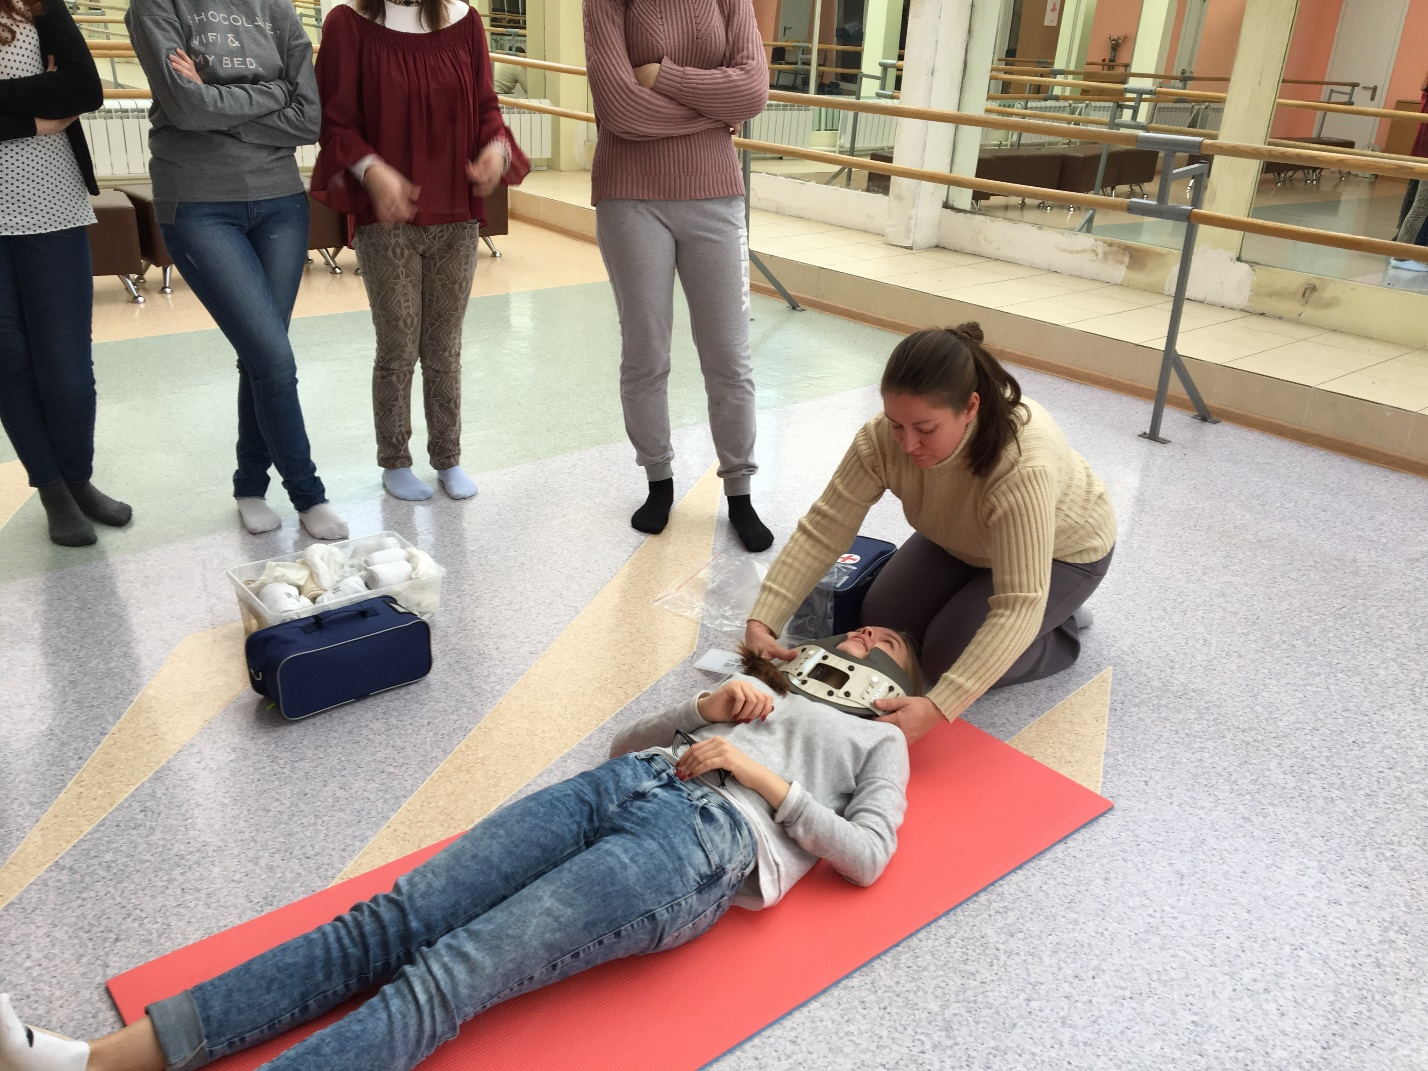 CHOCOLATE,
WIFI &
MY BED.